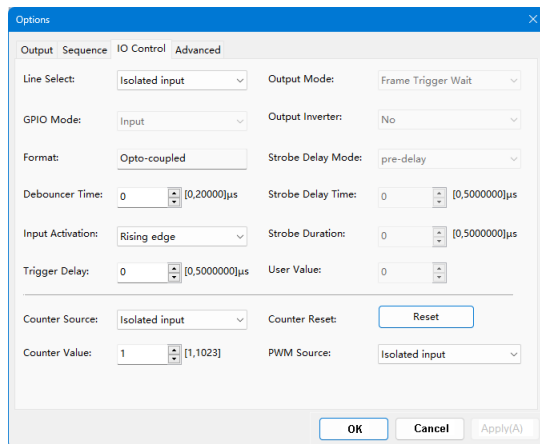 Options
Output Sequence IO Control Advanced
Line Select: Isolated input Output Mode: Frame Trigger Wait
GPIO Mode: Input Output Inverter: No
Format: Opto-coupled Strobe Delay Mode: pre-delay
Debouncer Time: 0 [0,20000]μs Strobe Delay Time: 0 [0,5000000]μs
Input Activation: Rising edge Strobe Duration: 0 [0,5000000]μs
Trigger Delay: 0 [0,5000000]μs User Value: 0
Counter Source: Isolated input Counter Reset: Reset
Counter Value: 1 [1,1023] PWM Source: Isolated input
OK Cancel Apply(A)